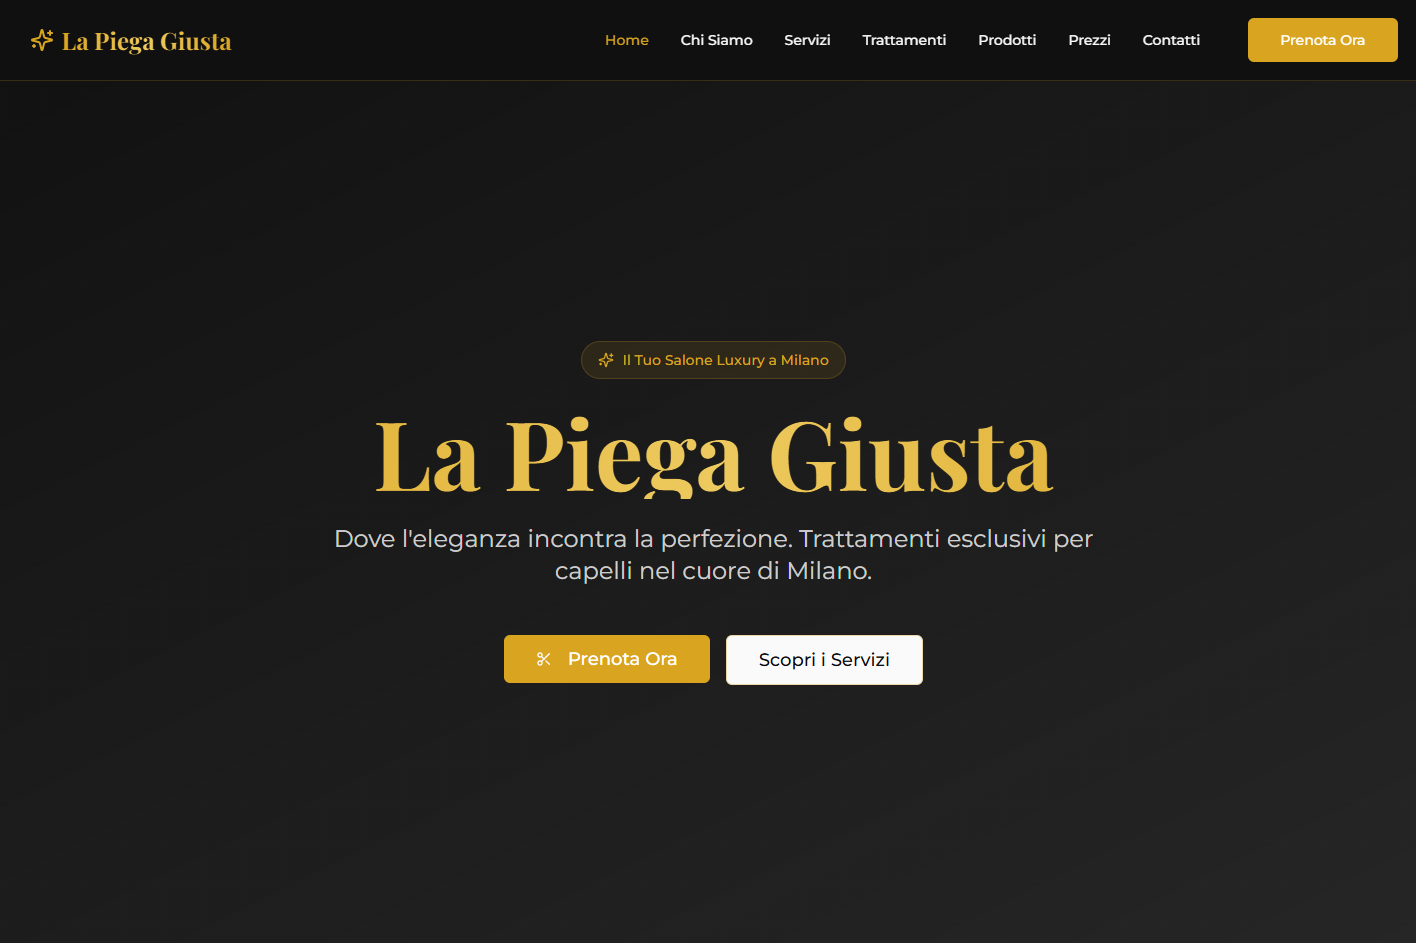 La Piega Giusta
Home Chi Siamo Servizi Trattamenti Prodotti Prezzi Contatti Prenota Ora
Il Tuo Salone Luxury a Milano
La Piega Giusta
Dove l'eleganza incontra la perfezione. Trattamenti esclusivi per
capelli nel cuore di Milano.
Prenota Ora
Scopri i Servizi